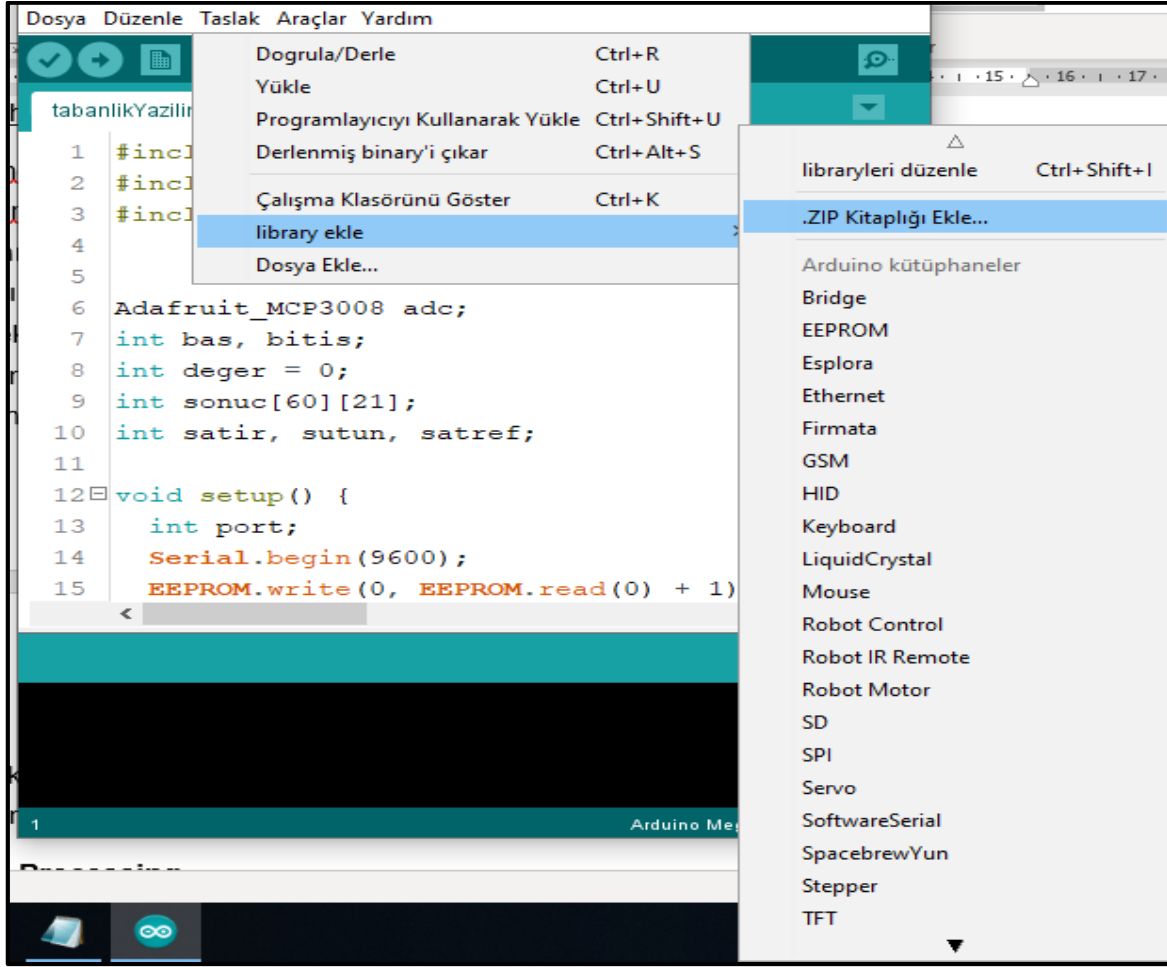 Dosya Düzenle Taslak Araçlar Yardım
Dogrula/Derle Ctrl+R
Yükle Ctrl+U
Programlayıcıyı Kullanarak Yükle Ctrl+Shift+U
Derlenmiş binary'i çıkar Ctrl+Alt+S
Çalışma Klasörünü Göster Ctrl+K
library ekle
Dosya Ekle...
15 · 16 · 17
libraryleri düzenle Ctrl+Shift+I
.ZIP Kitaplığı Ekle...
Arduino kütüphaneler
Bridge
EEPROM
Esplora
Ethernet
Firmata
GSM
HID
Keyboard
LiquidCrystal
Mouse
Robot Control
Robot IR Remote
Robot Motor
SD
SPI
Servo
SoftwareSerial
SpacebrewYun
Stepper
TFT
tabanlikYazilir
1 #incl
2 #incl
3 #incl
4
5
6 Adafruit_MCP3008 adc;
7 int bas, bitis;
8 int deger = 0;
9 int sonuc[60][21];
10 int satir, sutun, satref;
11
12 void setup() {
13 int port;
14 Serial.begin(9600);
15 EEPROM.write(0, EEPROM.read(0) + 1)
1 Arduino Me